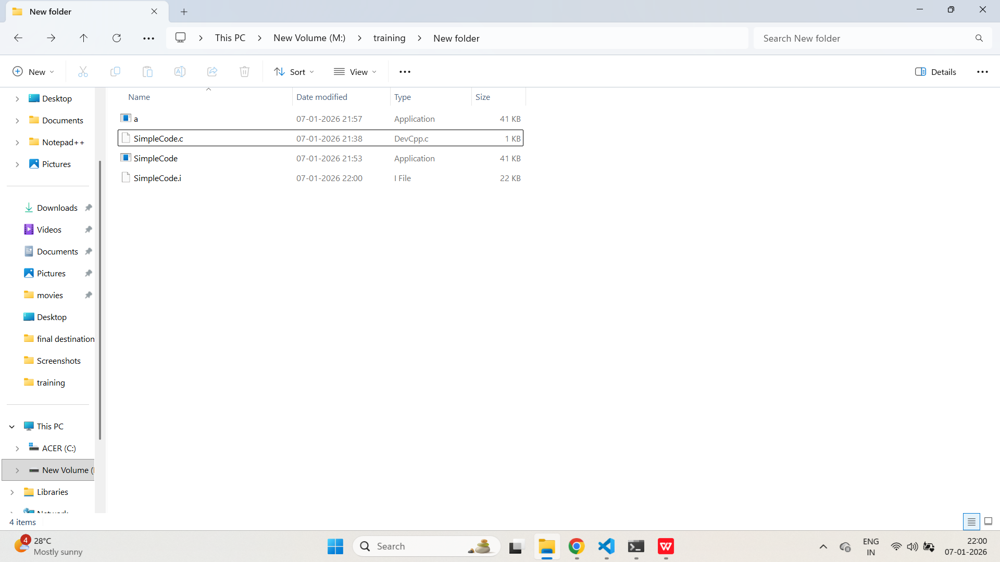 New folder
This PC
New Volume (M:)
training
New folder
Search New folder
New
Sort
View
Details
Name
Date modified
Type
Size
a
07-01-2026 21:57
Application
41 KB
SimpleCode.c
07-01-2026 21:38
DevCpp.c
1 KB
SimpleCode
07-01-2026 21:53
Application
41 KB
SimpleCode.i
07-01-2026 22:00
I File
22 KB
Desktop
Documents
Notepad++
Pictures
Downloads
Videos
Documents
Pictures
movies
Desktop
final destination
Screenshots
training
This PC
ACER (C:)
New Volume (
Libraries
4 items
4
28°C
Mostly sunny
Search
W
ENG
IN
22:00
07-01-2026